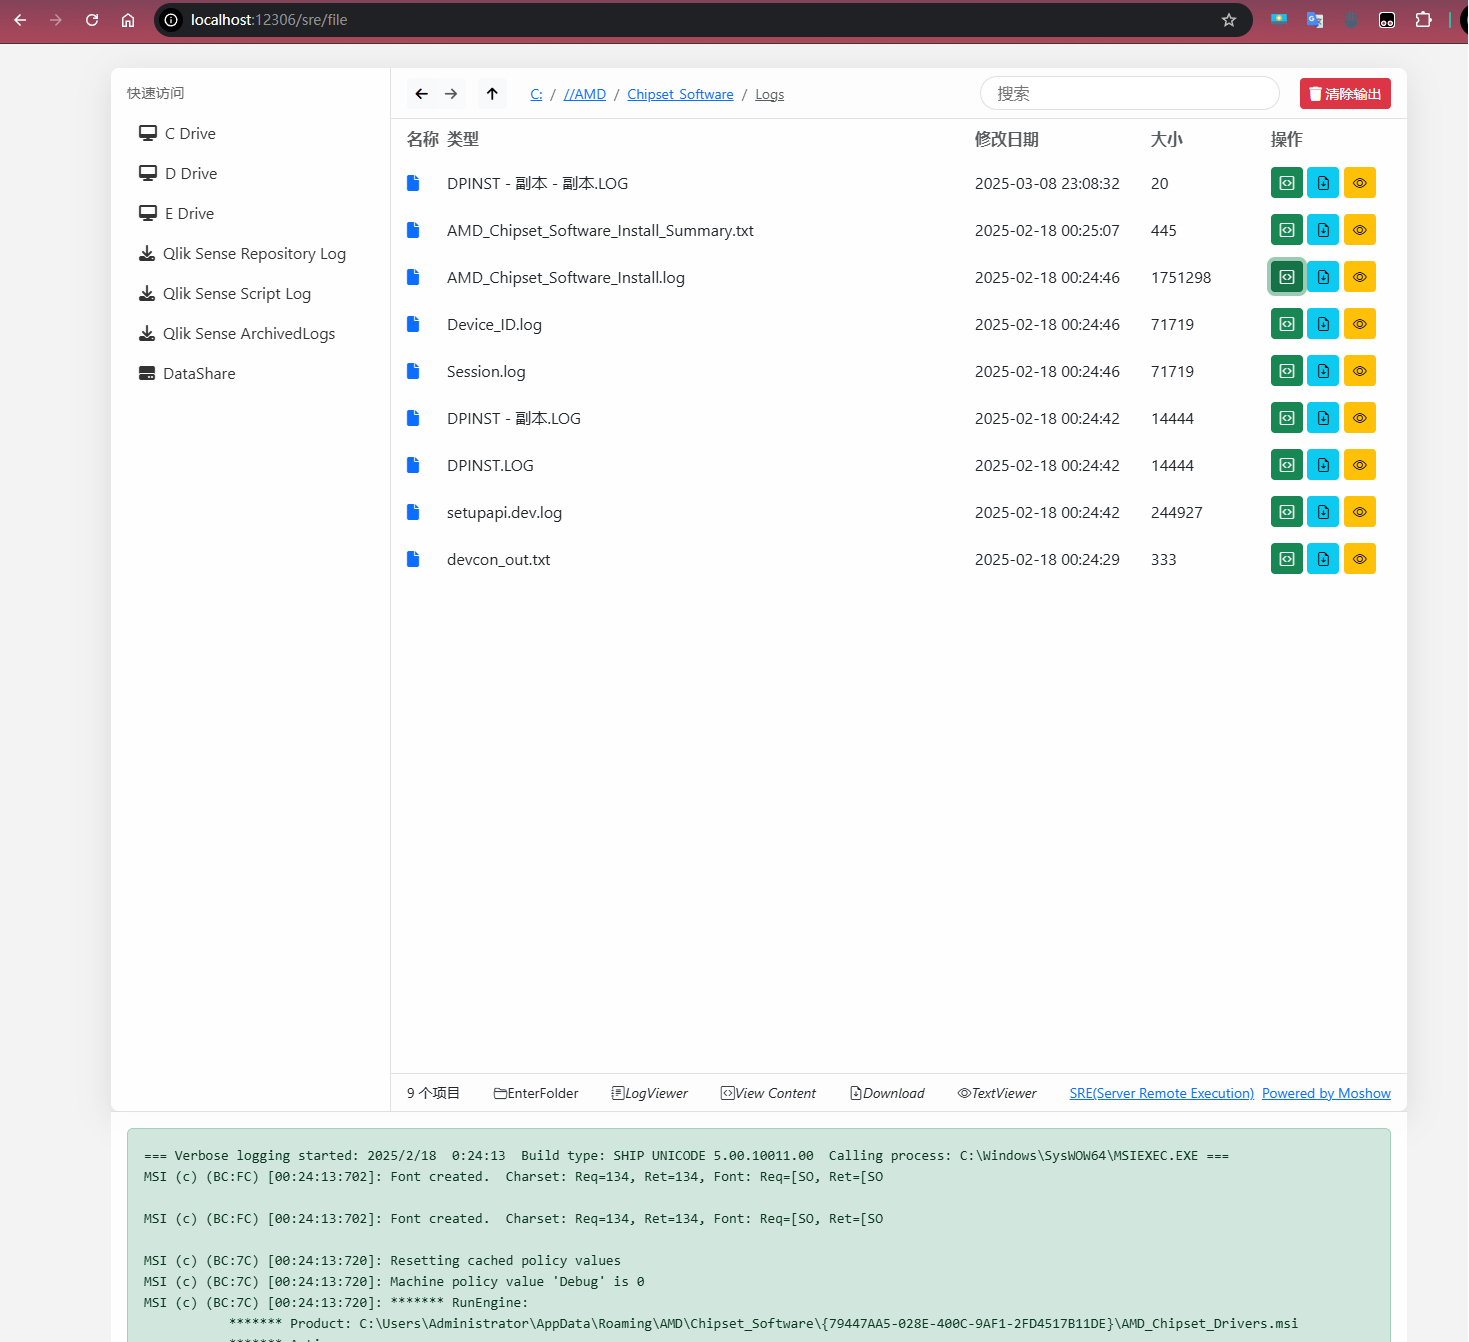 localhost:12306/sre/file
快速访问
C Drive
D Drive
E Drive
Qlik Sense Repository Log
Qlik Sense Script Log
Qlik Sense ArchivedLogs
DataShare
C: / //AMD / Chipset_Software / Logs
搜索
清除输出
名称 类型 修改日期 大小 操作
DPINST - 副本 - 副本.LOG 2025-03-08 23:08:32 20
AMD_Chipset_Software_Install_Summary.txt 2025-02-18 00:25:07 445
AMD_Chipset_Software_Install.log 2025-02-18 00:24:46 1751298
Device_ID.log 2025-02-18 00:24:46 71719
Session.log 2025-02-18 00:24:46 71719
DPINST - 副本.LOG 2025-02-18 00:24:42 14444
DPINST.LOG 2025-02-18 00:24:42 14444
setupapi.dev.log 2025-02-18 00:24:42 244927
devcon_out.txt 2025-02-18 00:24:29 333
9 个项目 EnterFolder LogViewer View Content Download TextViewer SRE(Server Remote Execution) Powered by Moshow
=== Verbose logging started: 2025/2/18  0:24:13  Build type: SHIP UNICODE 5.00.10011.00  Calling process: C:\Windows\SysWOW64\MSIEXEC.EXE ===
MSI (c) (BC:FC) [00:24:13:702]: Font created.  Charset: Req=134, Ret=134, Font: Req=[SO, Ret=[SO
MSI (c) (BC:FC) [00:24:13:702]: Font created.  Charset: Req=134, Ret=134, Font: Req=[SO, Ret=[SO
MSI (c) (BC:7C) [00:24:13:720]: Resetting cached policy values
MSI (c) (BC:7C) [00:24:13:720]: Machine policy value 'Debug' is 0
MSI (c) (BC:7C) [00:24:13:720]: ******* RunEngine:
******* Product: C:\Users\Administrator\AppData\Roaming\AMD\Chipset_Software\{79447AA5-028E-400C-9AF1-2FD4517B11DE}\AMD_Chipset_Drivers.msi